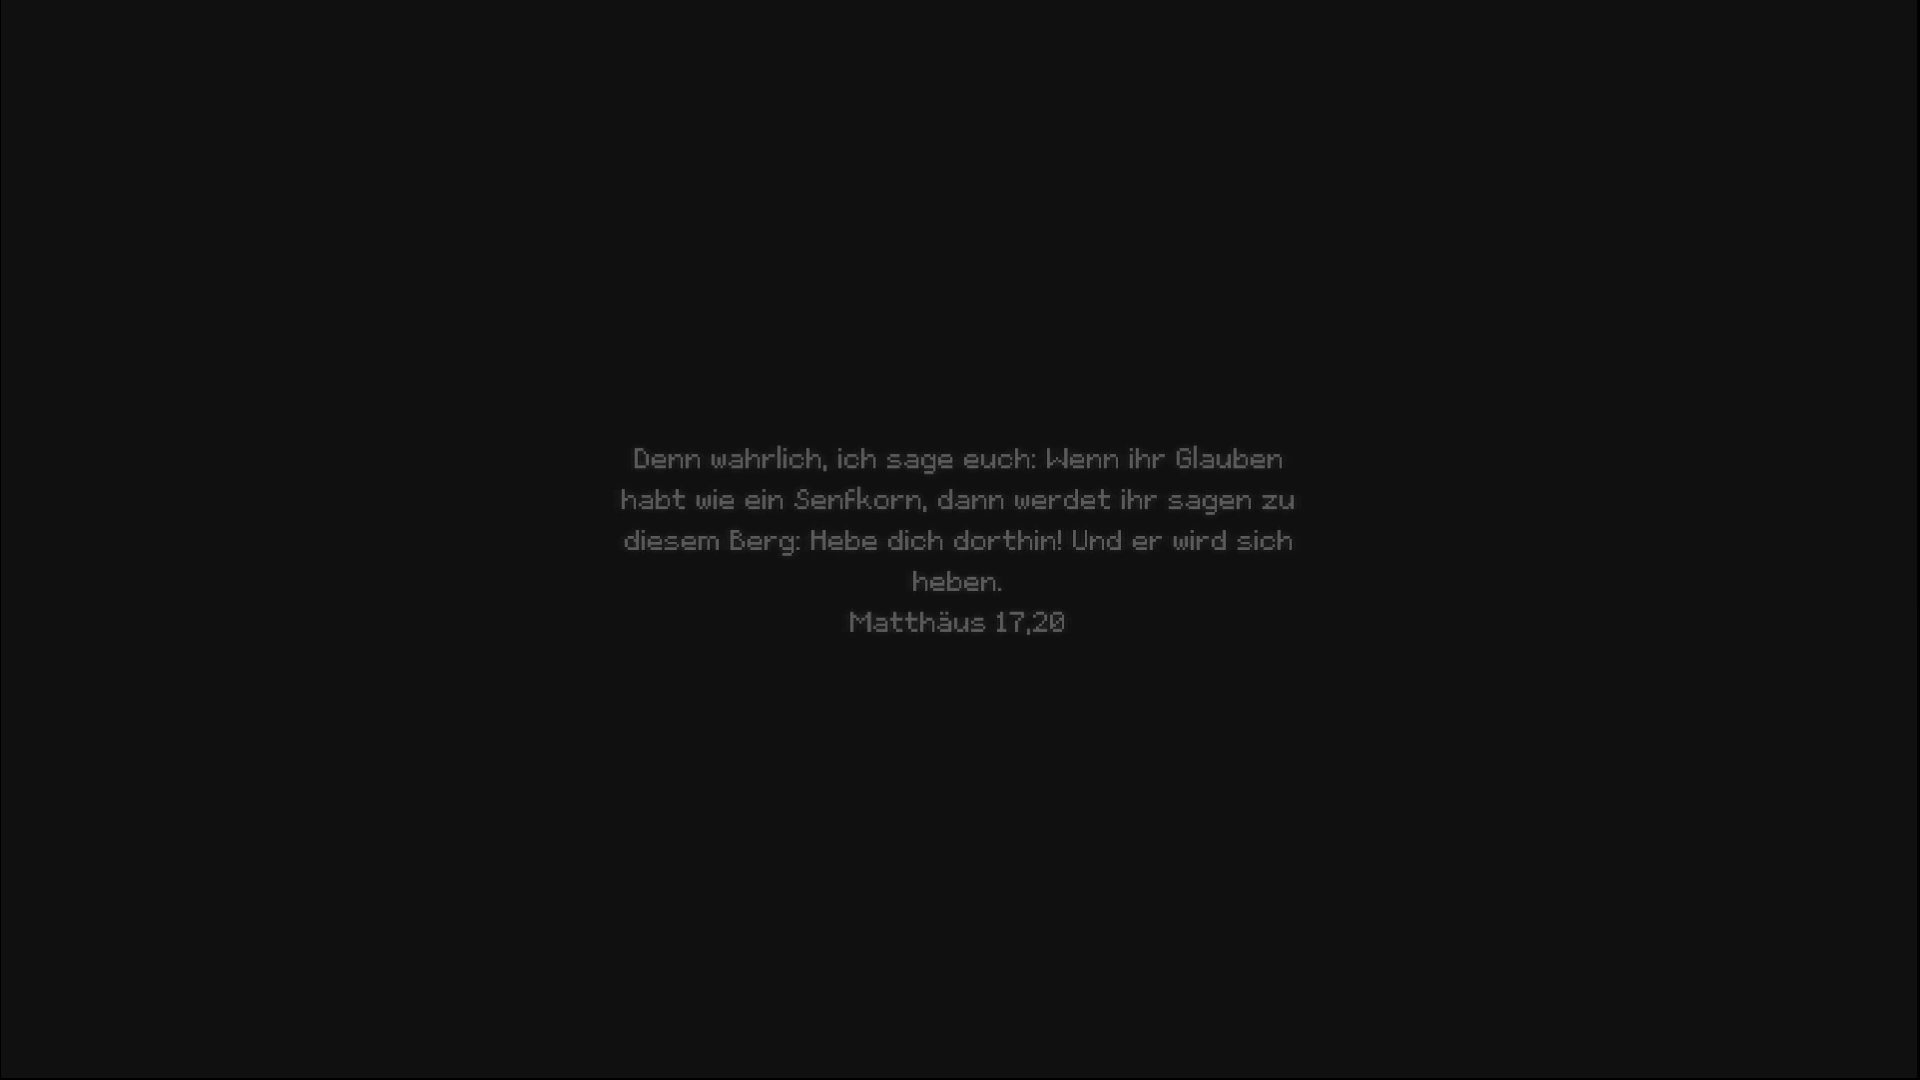 Denn wahrlich, ich sage euch: Wenn ihr Glauben
habt wie ein Senfkorn, dann werdet ihr sagen zu
diesem Berg: Hebe dich dorthin! Und er wird sich
heben.
Matthäus 17,20